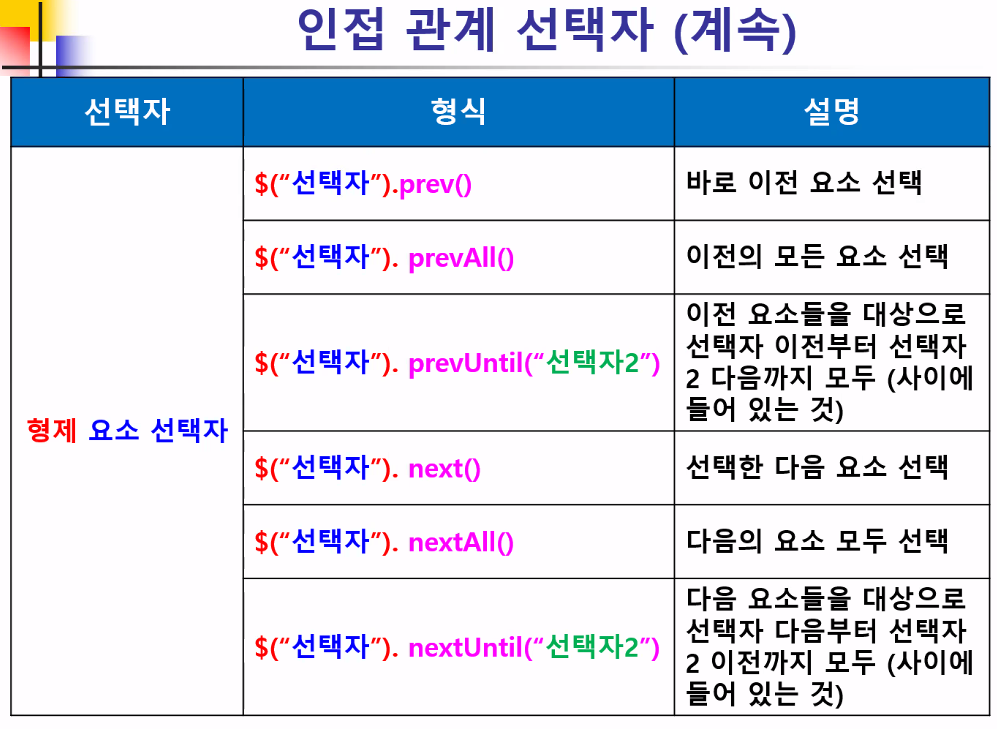 인접 관계 선택자 (계속)
선택자 형식 설명
형제 요소 선택자
$(“선택자”).prev() 바로 이전 요소 선택
$(“선택자”). prevAll() 이전의 모든 요소 선택
$(“선택자”). prevUntil(“선택자2”) 이전 요소들을 대상으로
선택자 이전부터 선택자
2 다음까지 모두 (사이에
들어 있는 것)
$(“선택자”). next() 선택한 다음 요소 선택
$(“선택자”). nextAll() 다음의 요소 모두 선택
$(“선택자”). nextUntil(“선택자2”) 다음 요소들을 대상으로
선택자 다음부터 선택자
2 이전까지 모두 (사이에
들어 있는 것)